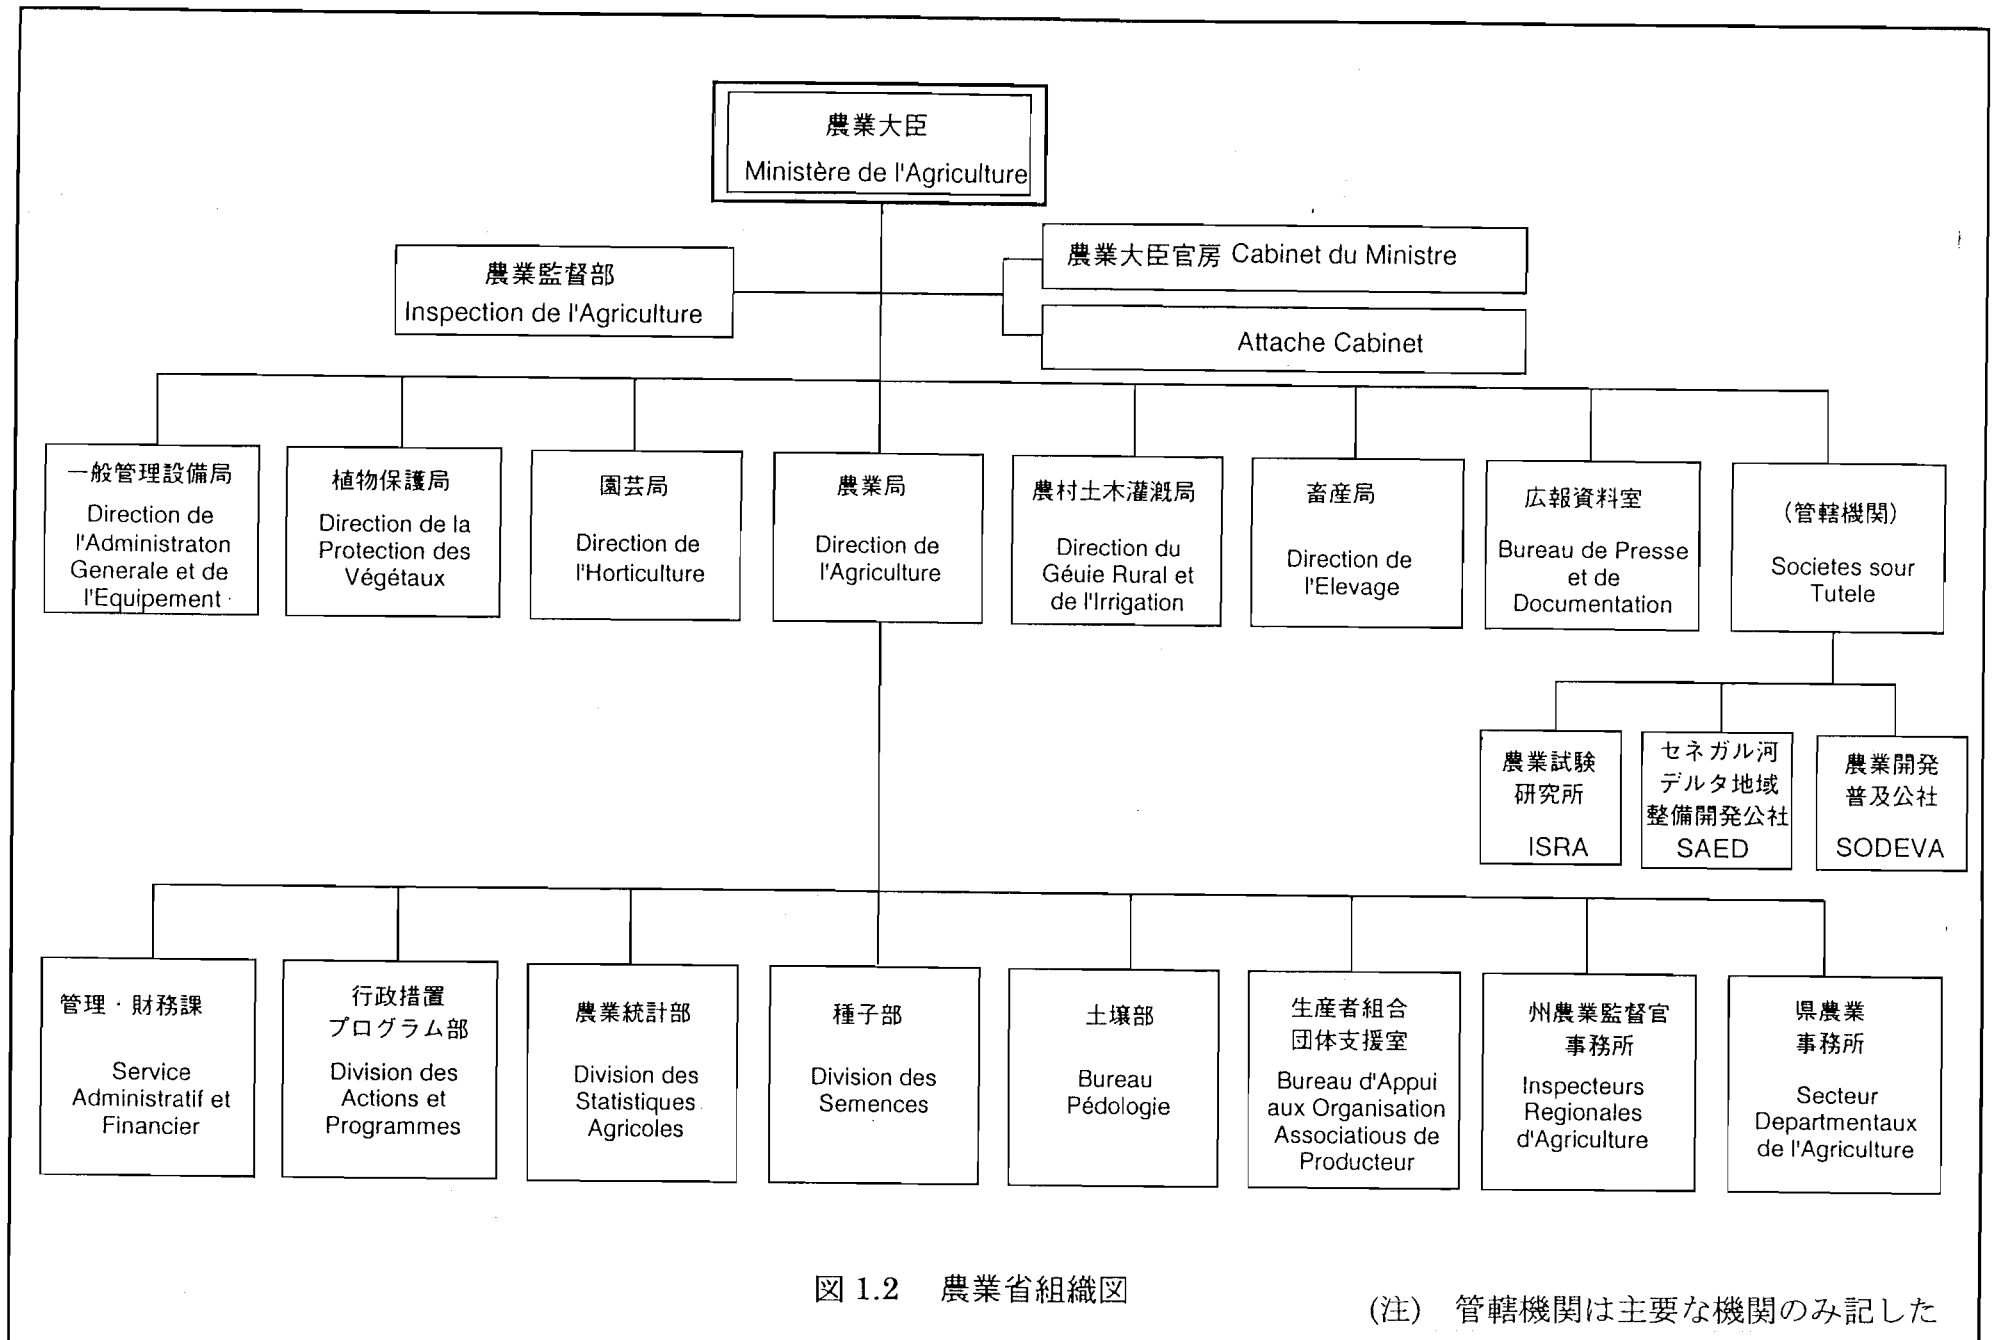 農業大臣
Ministère de l'Agriculture
農業監督部
Inspection de l'Agriculture
農業大臣官房 Cabinet du Ministre
Attache Cabinet
一般管理設備局
Direction de
l'Administraton
Generale et de
l'Equipement
植物保護局
Direction de la
Protection des
Végétaux
園芸局
Direction de
l'Horticulture
農業局
Direction de
l'Agriculture
農村土木灌漑局
Direction du
Géuie Rural et
de l'Irrigation
畜産局
Direction de
l'Elevage
広報資料室
Bureau de Presse
et de
Documentation
(管轄機関)
Societes sour
Tutele
農業試験
研究所
ISRA
セネガル河
デルタ地域
整備開発公社
SAED
農業開発
普及公社
SODEVA
管理・財務課
Service
Administratif et
Financier
行政措置
プログラム部
Division des
Actions et
Programmes
農業統計部
Division des
Statistiques
Agricoles
種子部
Division des
Semences
土壌部
Bureau
Pédologie
生産者組合
団体支援室
Bureau d'Appui
aux Organisation
Associatious de
Producteur
州農業監督官
事務所
Inspecteurs
Regionales
d'Agriculture
県農業
事務所
Secteur
Departmentaux
de l'Agriculture
図 1.2 農業省組織図
(注) 管轄機関は主要な機関のみ記した